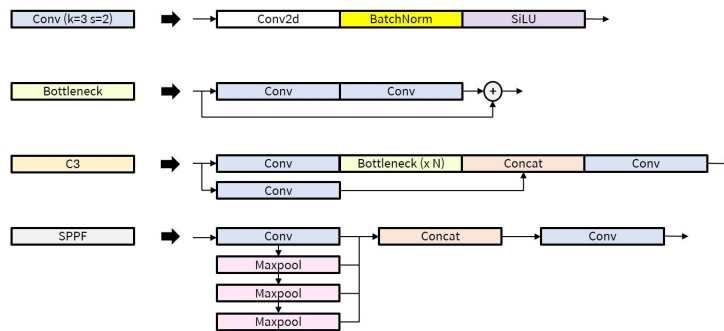 Conv (k=3 s=2) Conv2d BatchNorm SiLU
Bottleneck Conv Conv +
C3 Conv Bottleneck (x N) Concat Conv
Conv
SPPF Conv Concat Conv
Maxpool
Maxpool
Maxpool